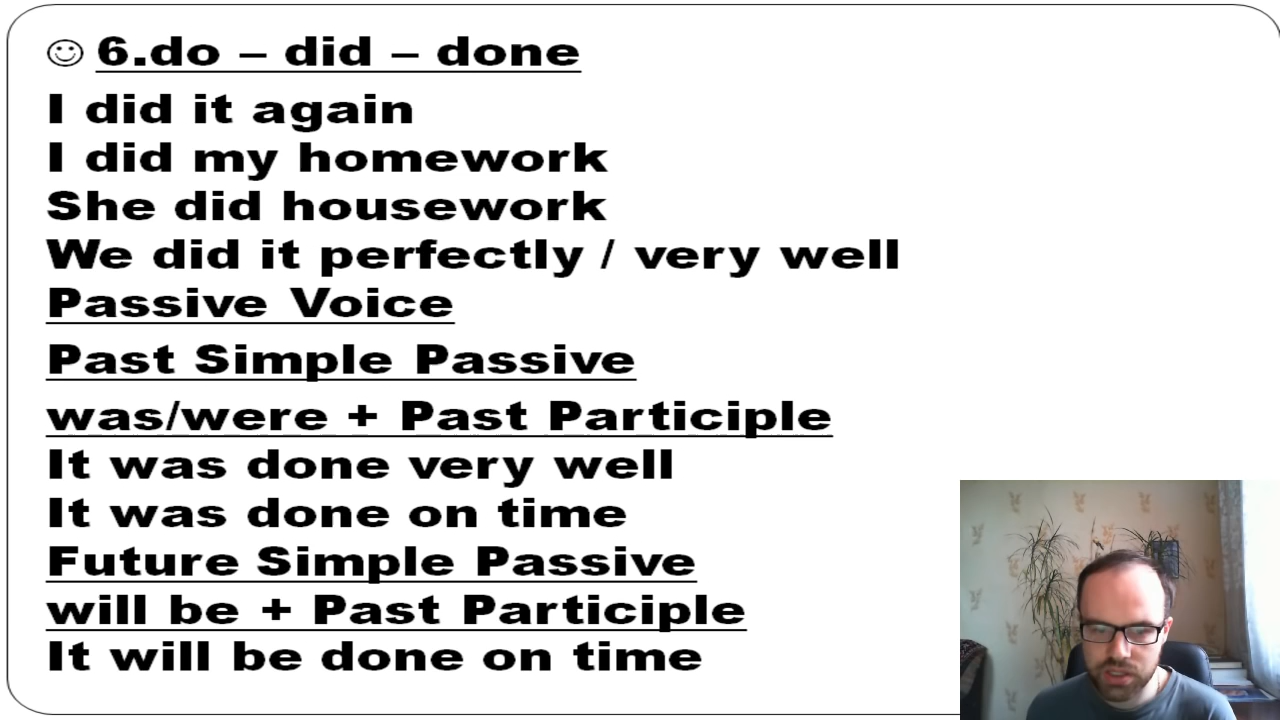 ☺ 6.do – did – done
I did it again
I did my homework
She did housework
We did it perfectly / very well
Passive Voice
Past Simple Passive
was/were + Past Participle
It was done very well
It was done on time
Future Simple Passive
will be + Past Participle
It will be done on time